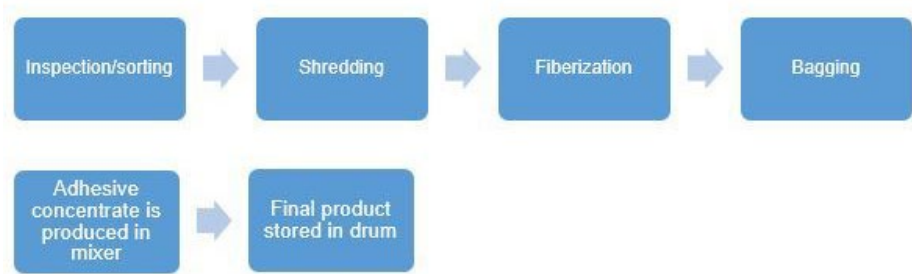 Inspection/sorting
Shredding
Fiberization
Bagging
Adhesive
concentrate is
produced in
mixer
Final product
stored in drum